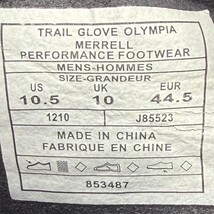 TRAIL GLOVE OLYMPIA
MERRELL
PERFORMANCE FOOTWEAR
MENS-HOMMES
SIZE-GRANDEUR
US UK EUR
10.5 10 44.5
1210 J85523
MADE IN CHINA
FABRIQUE EN CHINE
853487